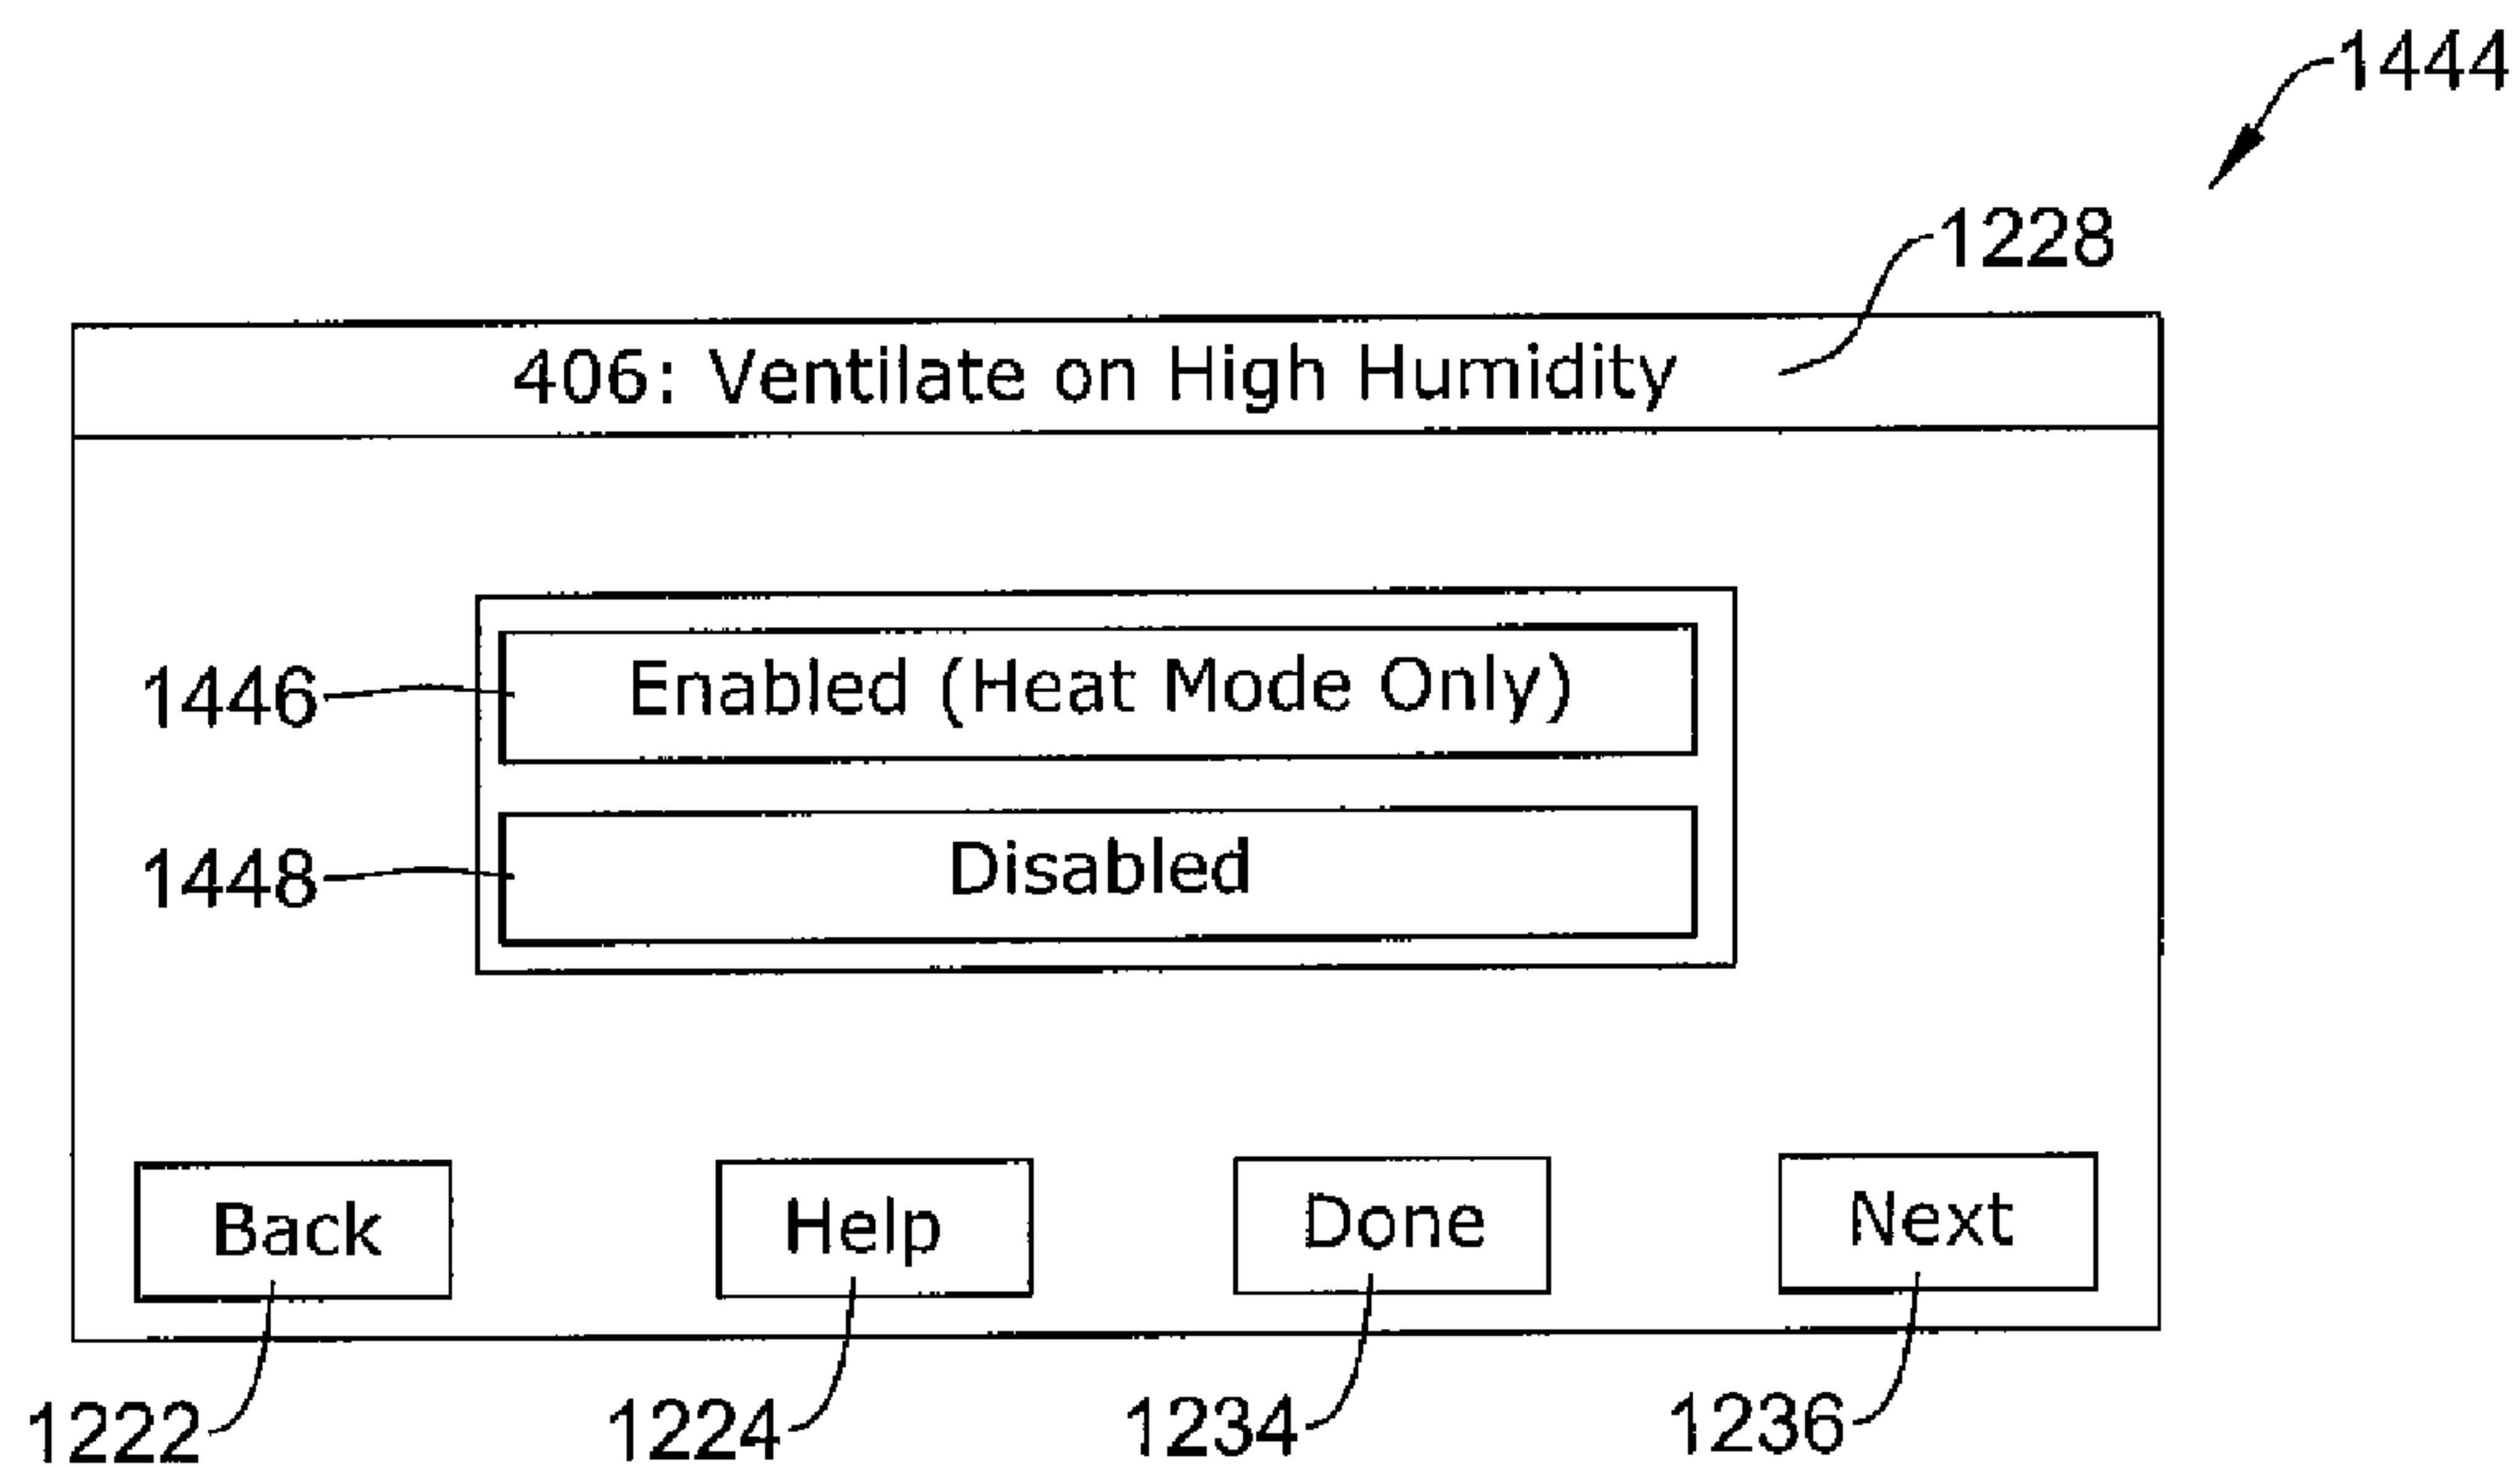 1444
1228
406: Ventilate on High Humidity
1446
Enabled (Heat Mode Only)
1448
Disabled
Back
Help
Done
Next
1222
1224
1234
1236